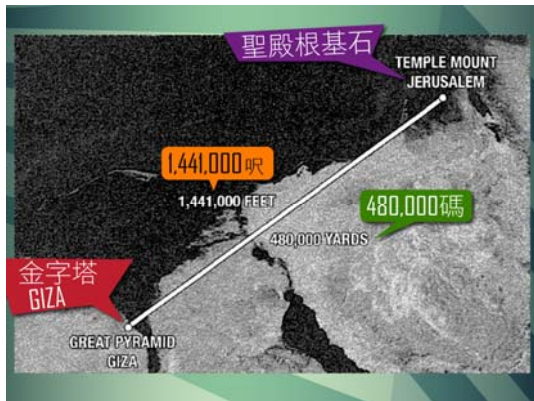 聖殿根基石
TEMPLE MOUNT
JERUSALEM
1,441,000呎
1,441,000 FEET
480,000碼
480,000 YARDS
金字塔
GIZA
GREAT PYRAMID
GIZA